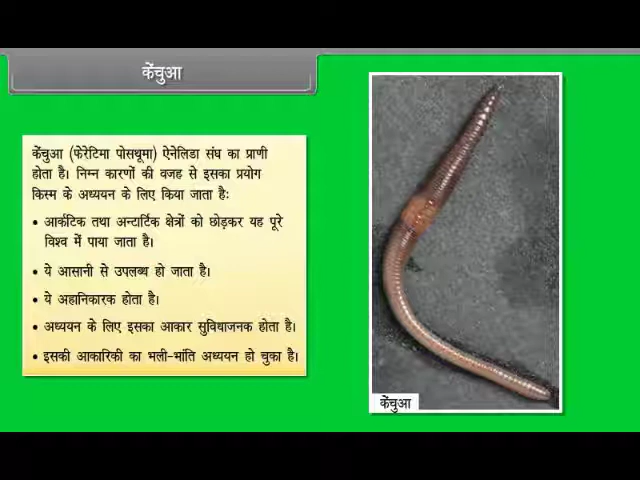 केंचुआ
केंचुआ (फेरेटिमा पोसथूमा) ऐनेलिडा संघ का प्राणी
होता है। निम्न कारणों की वजह से इसका प्रयोग
किस्म के अध्ययन के लिए किया जाता हैः
• आर्कटिक तथा अन्टार्टिक क्षेत्रों को छोड़कर यह पूरे
विश्व में पाया जाता है।
• ये आसानी से उपलब्ध हो जाता है।
• ये अहानिकारक होता है।
• अध्ययन के लिए इसका आकार सुविधाजनक होता है।
• इसकी आकारिकी का भली-मांति अध्ययन हो चुका है।
केंचुआ